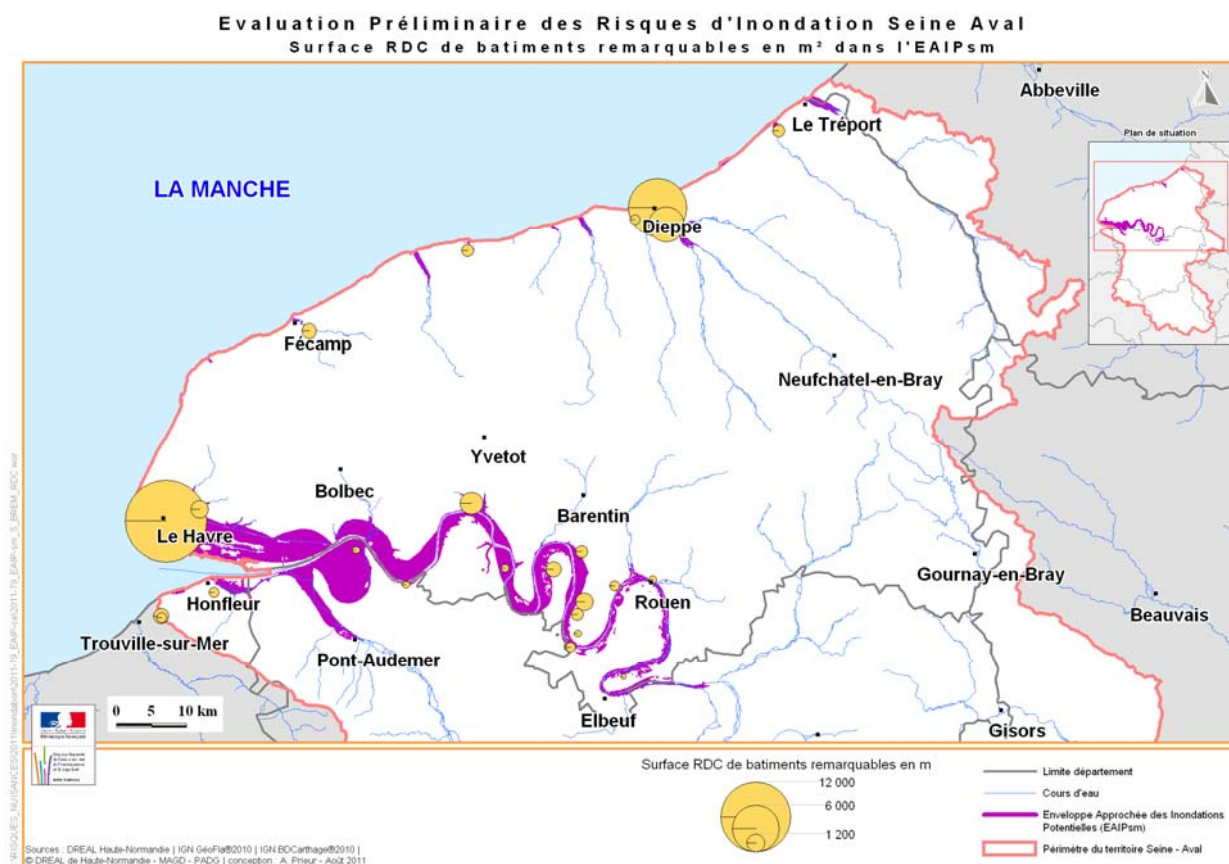 Evaluation Préliminaire des Risques d'Inondation Seine Aval
Surface RDC de batiments remarquables en m² dans l'EAIPsm
Abbeville
Le Tréport
Plan de situation
LA MANCHE
Dieppe
Fécamp
Neufchatel-en-Bray
Yvetot
Bolbec
Barentin
Le Havre
Gournay-en-Bray
Honfleur
Rouen
Beauvais
Trouville-sur-Mer
Pont-Audemer
0 5 10 km
Elbeuf
Gisors
Surface RDC de batiments remarquables en m
12 000
6 000
1 200
Limite département
Cours d'eau
Enveloppe Approchée des Inondations
Potentielles (EAIPsm)
Périmètre du territoire Seine - Aval
Sources : DREAL Haute-Normandie | IGN GéoFla®2010 | IGN BDCarthage®2010 |
© DREAL de Haute-Normandie - MAGD - PADG | conception : A. Prieur - Août 2011